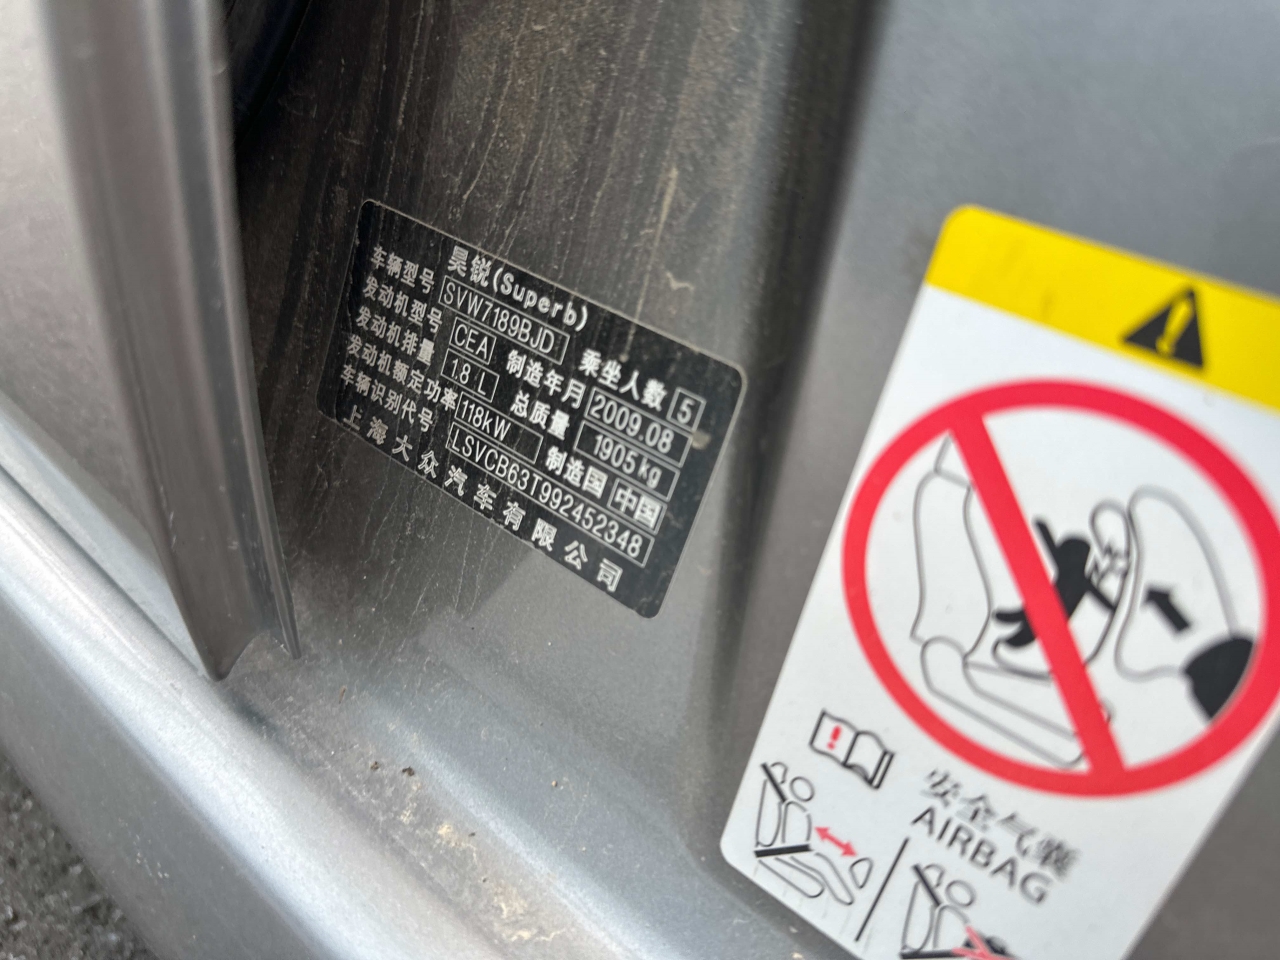 昊锐(Superb)
车辆型号 SVW7189BJD 乘坐人数 5
发动机型号 CEA 制造年月 2009.08
发动机排量 1.8 L 总质量 1905kg
发动机额定功率 118kW 制造国 中国
车辆识别代号 LSVCB63T992452348
上海大众汽车有限公司
安全气囊
AIRBAG